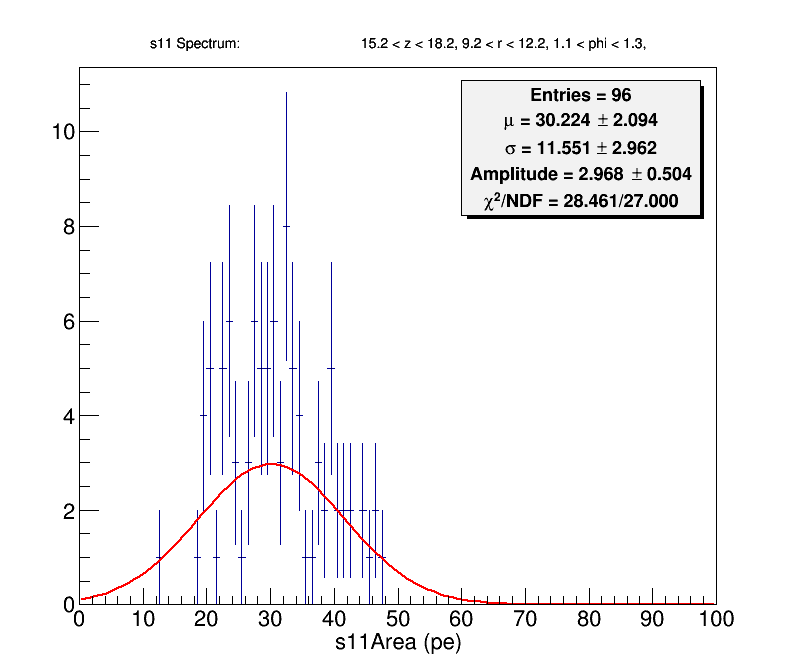 s11 Spectrum: 15.2 < z < 18.2, 9.2 < r < 12.2, 1.1 < phi < 1.3,
Entries = 96
μ = 30.224 ± 2.094
σ = 11.551 ± 2.962
Amplitude = 2.968 ± 0.504
χ²/NDF = 28.461/27.000
10
8
6
4
2
0
0 10 20 30 40 50 60 70 80 90 100
s11Area (pe)